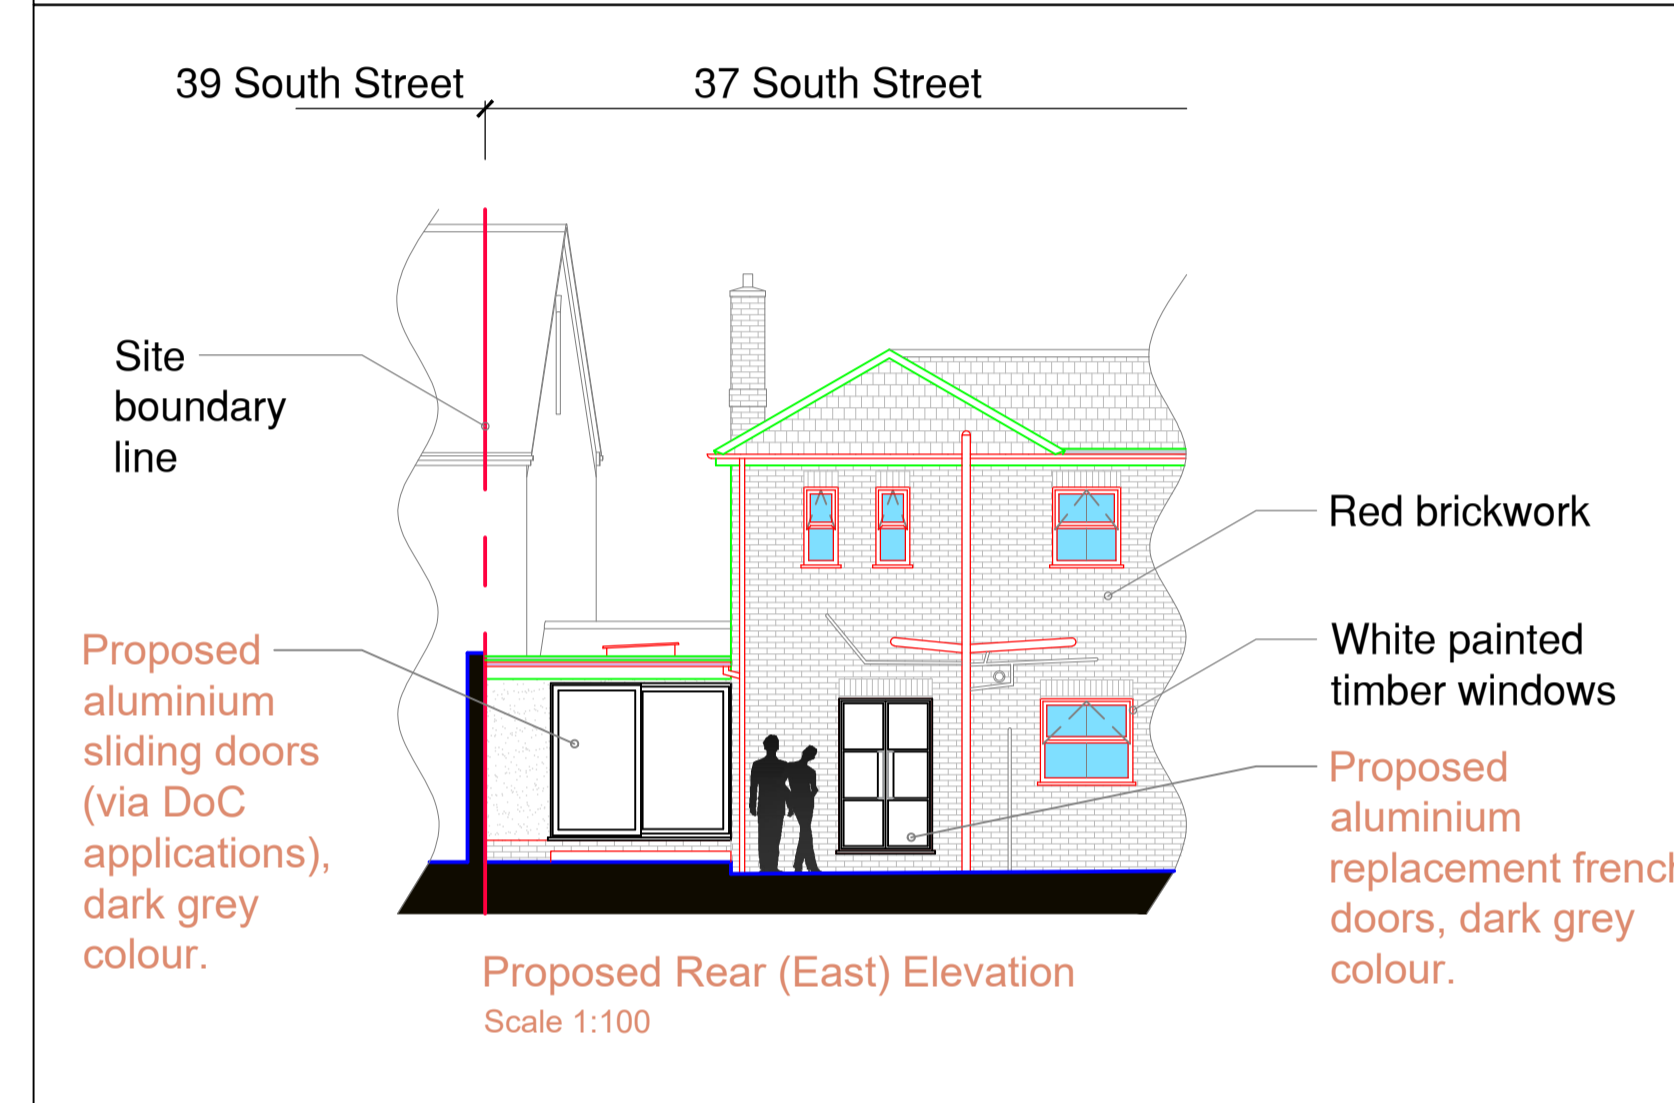 39 South Street
37 South Street
Site
boundary
line
Red brickwork
White painted
timber windows
Proposed
aluminium
sliding doors
(via DoC
applications),
dark grey
colour.
Proposed
aluminium
replacement french
doors, dark grey
colour.
Proposed Rear (East) Elevation
Scale 1:100